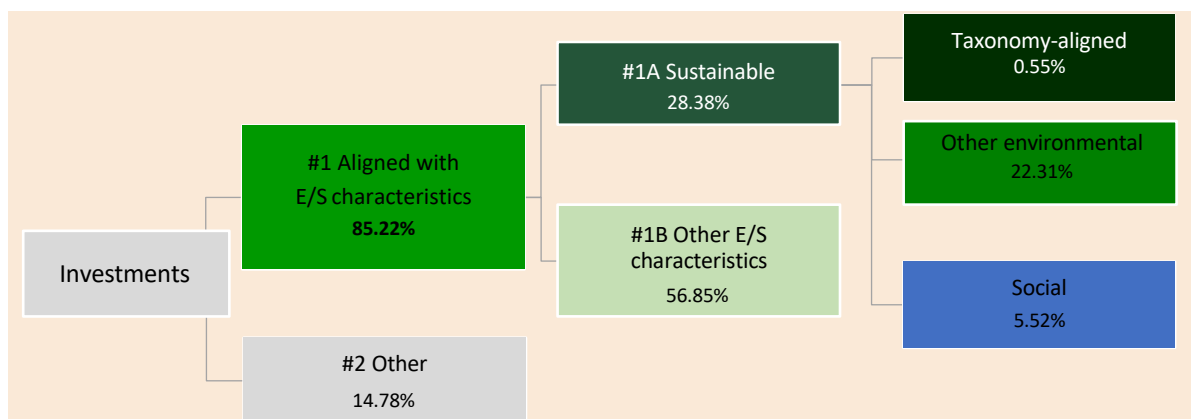 Investments
#1 Aligned with
E/S characteristics
85.22%
#2 Other
14.78%
#1A Sustainable
28.38%
#1B Other E/S
characteristics
56.85%
Taxonomy-aligned
0.55%
Other environmental
22.31%
Social
5.52%